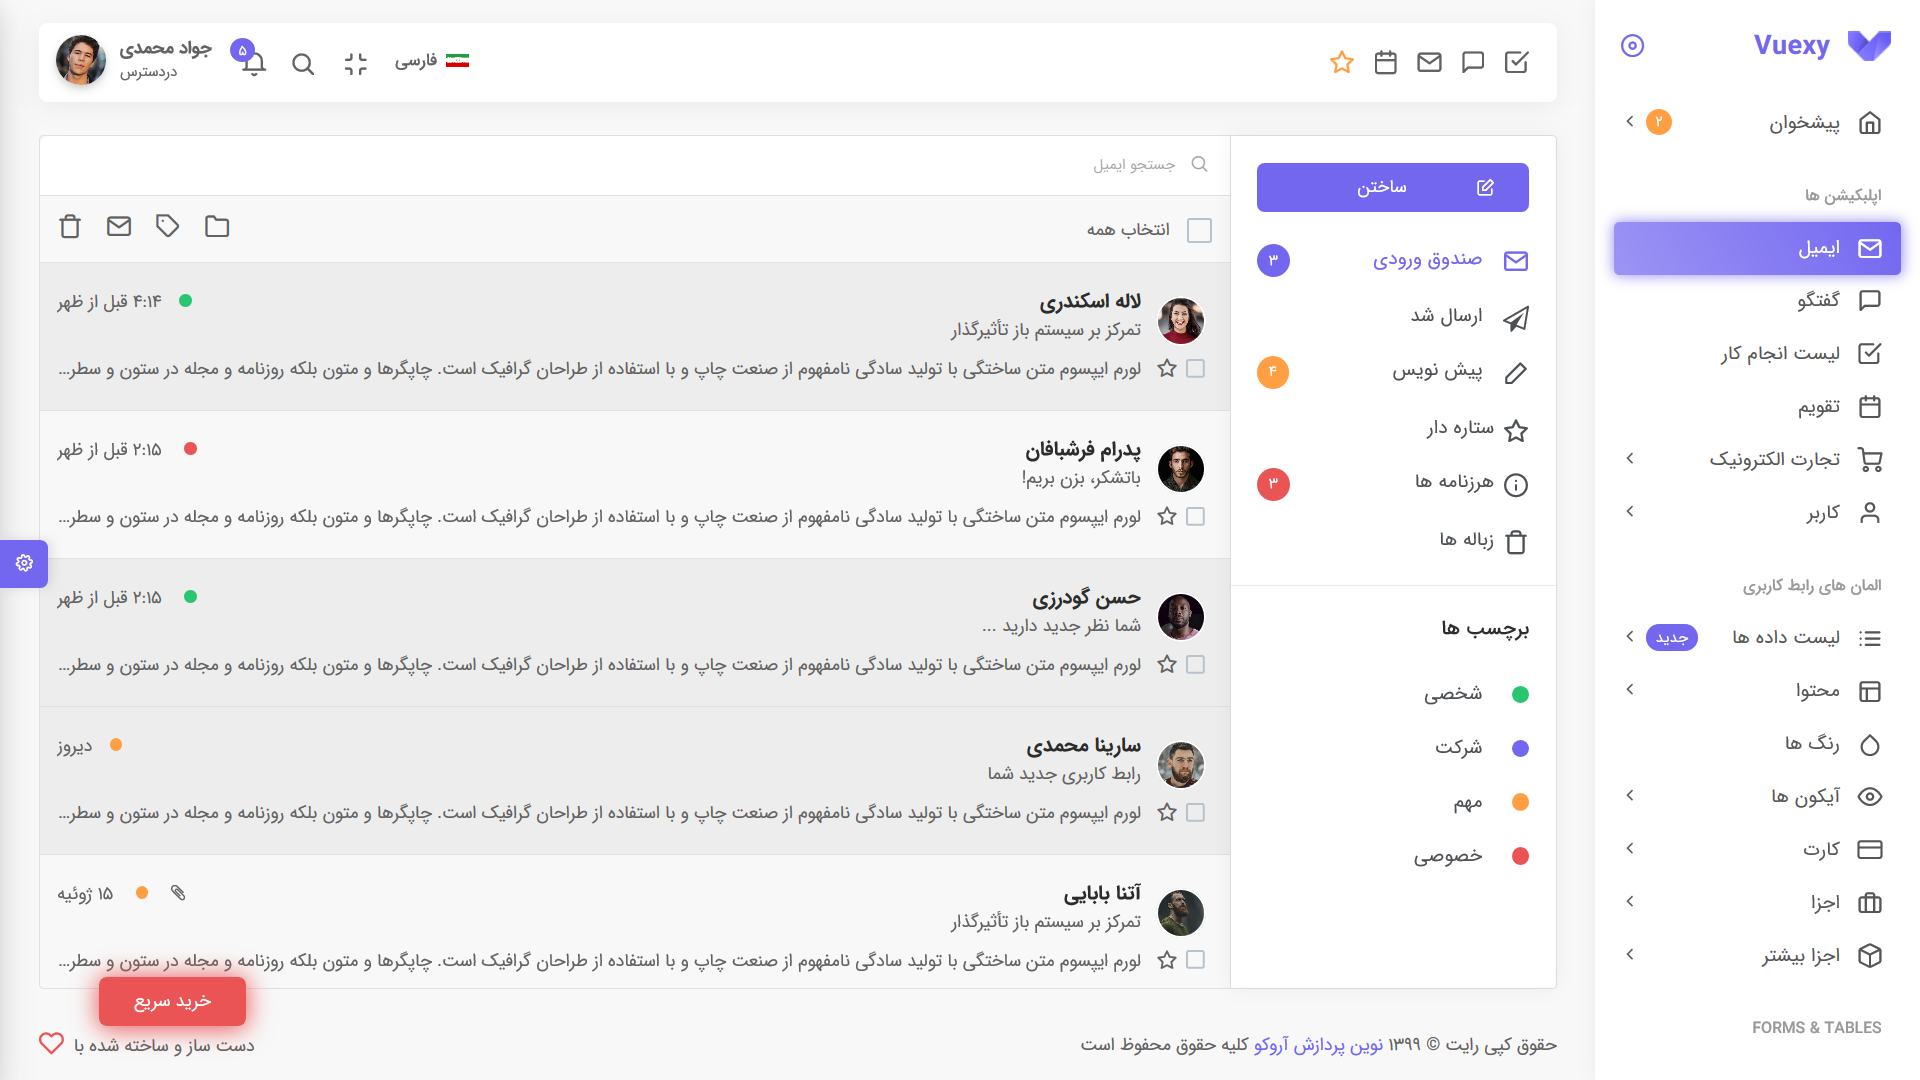 Vuexy
پیشخوان
۲
اپلیکیشن ها
ایمیل
گفتگو
لیست انجام کار
تقویم
تجارت الکترونیک
کاربر
المان های رابط کاربری
لیست داده ها
جدید
محتوا
رنگ ها
آیکون ها
کارت
اجزا
اجزا بیشتر
FORMS & TABLES
فارسی
۵
جواد محمدی
دردسترس
ساختن
صندوق ورودی
۳
ارسال شد
پیش نویس
۴
ستاره دار
هرزنامه ها
۳
زباله ها
برچسب ها
شخصی
شرکت
مهم
خصوصی
جستجو ایمیل
انتخاب همه
لاله اسکندری
۴:۱۴ قبل از ظهر
تمرکز بر سیستم باز تأثیرگذار
لورم ایپسوم متن ساختگی با تولید سادگی نامفهوم از صنعت چاپ و با استفاده از طراحان گرافیک است. چاپگرها و متون بلکه روزنامه و مجله در ستون و سطر...
پدرام فرشبافان
۲:۱۵ قبل از ظهر
باتشکر، بزن بریم!
لورم ایپسوم متن ساختگی با تولید سادگی نامفهوم از صنعت چاپ و با استفاده از طراحان گرافیک است. چاپگرها و متون بلکه روزنامه و مجله در ستون و سطر...
حسن گودرزی
۲:۱۵ قبل از ظهر
شما نظر جدید دارید ...
لورم ایپسوم متن ساختگی با تولید سادگی نامفهوم از صنعت چاپ و با استفاده از طراحان گرافیک است. چاپگرها و متون بلکه روزنامه و مجله در ستون و سطر...
سارینا محمدی
دیروز
رابط کاربری جدید شما
لورم ایپسوم متن ساختگی با تولید سادگی نامفهوم از صنعت چاپ و با استفاده از طراحان گرافیک است. چاپگرها و متون بلکه روزنامه و مجله در ستون و سطر...
آتنا بابایی
۱۵ ژوئیه
تمرکز بر سیستم باز تأثیرگذار
لورم ایپسوم متن ساختگی با تولید سادگی نامفهوم از صنعت چاپ و با استفاده از طراحان گرافیک است. چاپگرها و متون بلکه روزنامه و مجله در ستون و سطر...
خرید سریع
حقوق کپی رایت © ۱۳۹۹ نوین پردازش آروکو کلیه حقوق محفوظ است
دست ساز و ساخته شده با